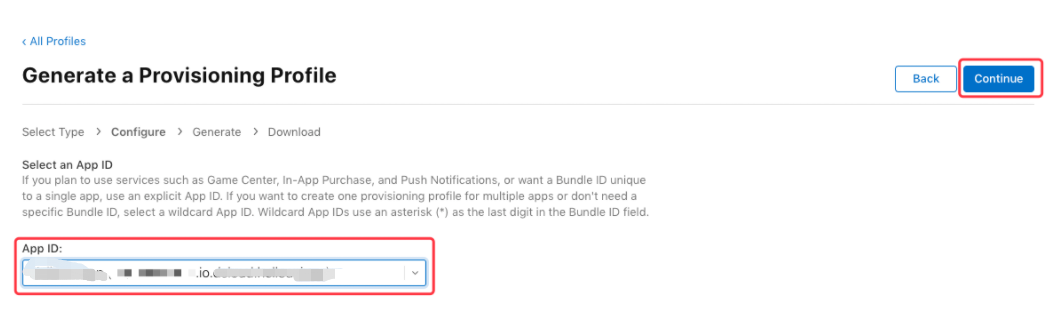 ‹ All Profiles
Generate a Provisioning Profile
Back
Continue
Select Type > Configure > Generate > Download
Select an App ID
If you plan to use services such as Game Center, In-App Purchase, and Push Notifications, or want a Bundle ID unique
to a single app, use an explicit App ID. If you want to create one provisioning profile for multiple apps or don't need a
specific Bundle ID, select a wildcard App ID. Wildcard App IDs use an asterisk (*) as the last digit in the Bundle ID field.
App ID:
.io.